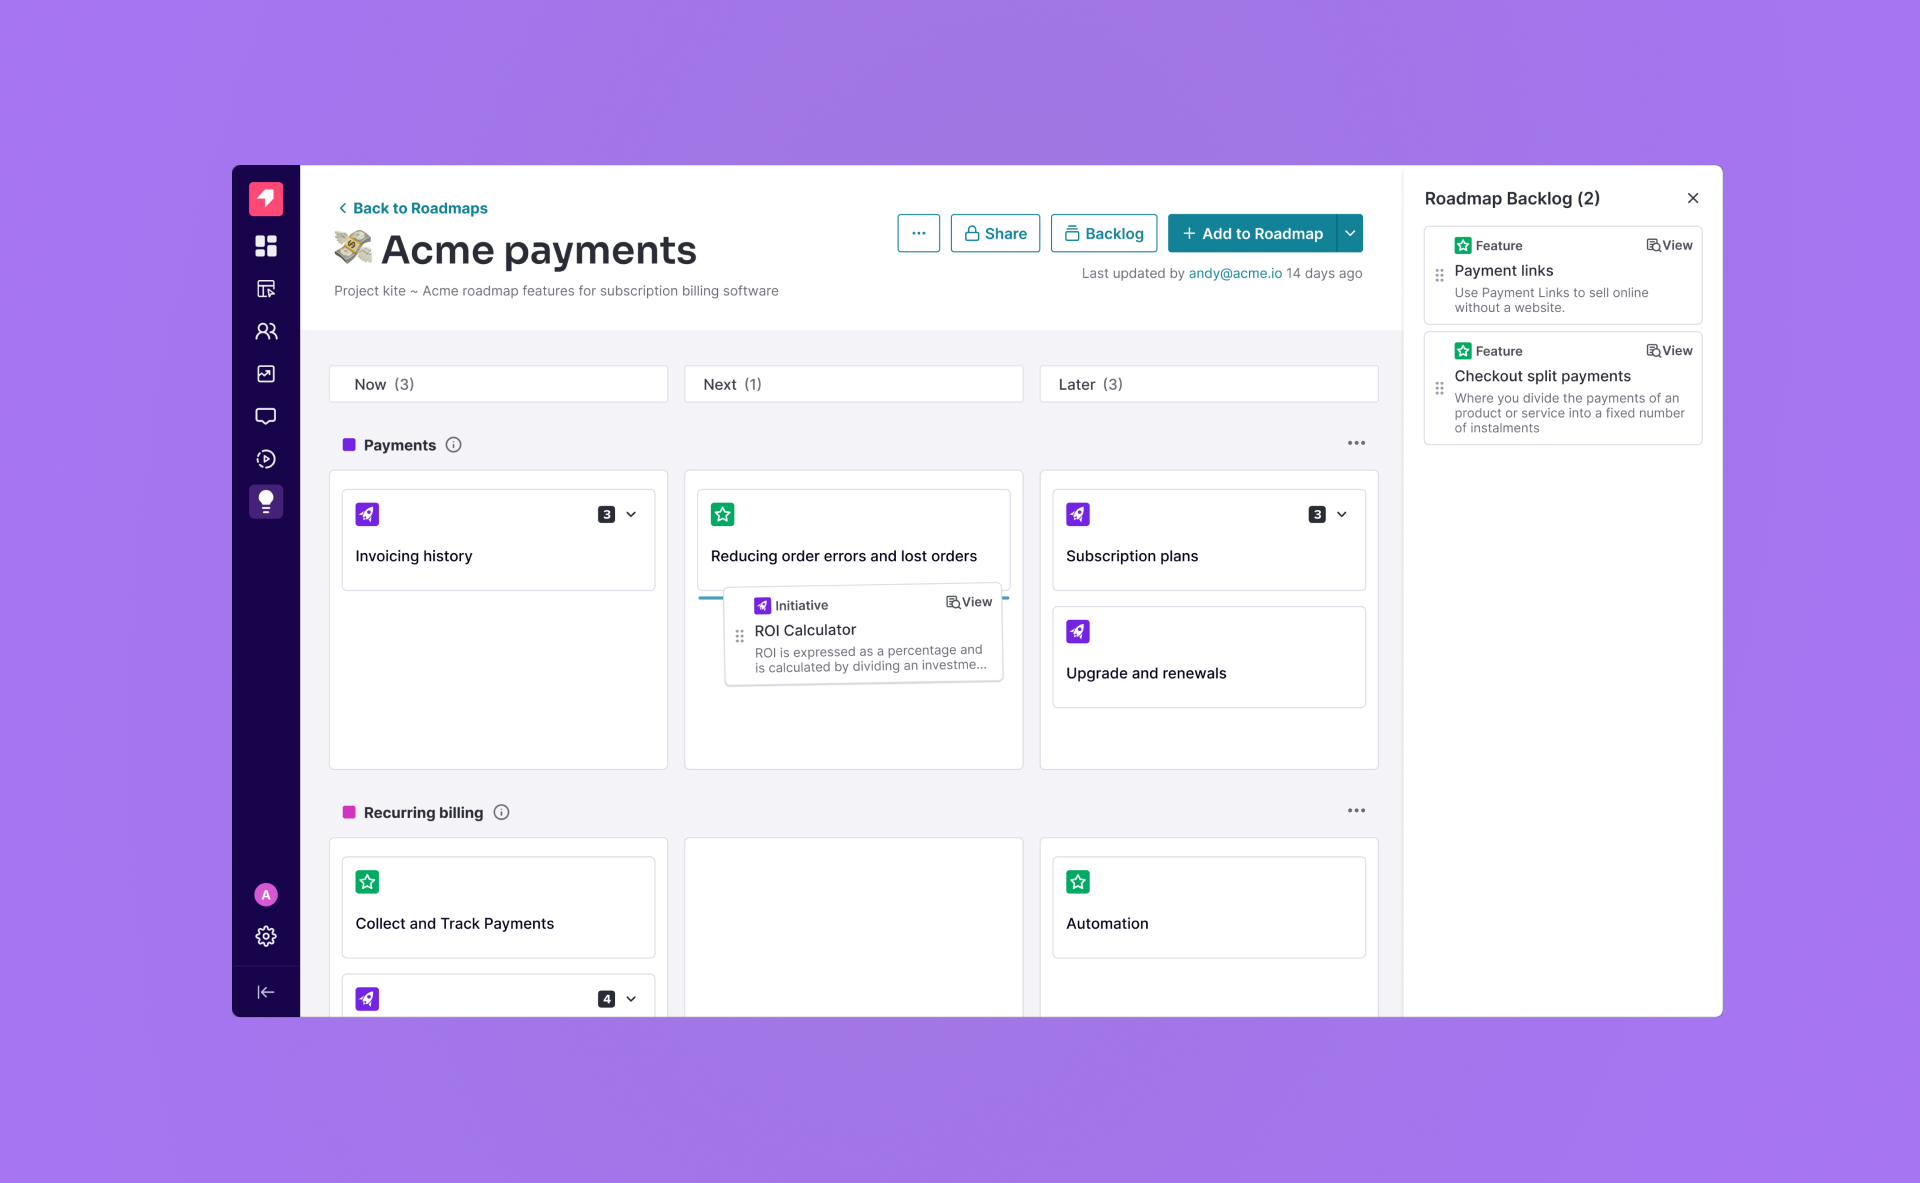 Back to Roadmaps
Acme payments
Project kite ~ Acme roadmap features for subscription billing software
Share
Backlog
+ Add to Roadmap
Last updated by andy@acme.io 14 days ago
Now (3)
Next (1)
Later (3)
Payments
3
Invoicing history
Reducing order errors and lost orders
3
Subscription plans
Initiative
View
ROI Calculator
ROI is expressed as a percentage and
is calculated by dividing an investme...
Upgrade and renewals
Recurring billing
Collect and Track Payments
Automation
4
A
Roadmap Backlog (2)
Feature
View
Payment links
Use Payment Links to sell online
without a website.
Feature
View
Checkout split payments
Where you divide the payments of an
product or service into a fixed number
of instalments